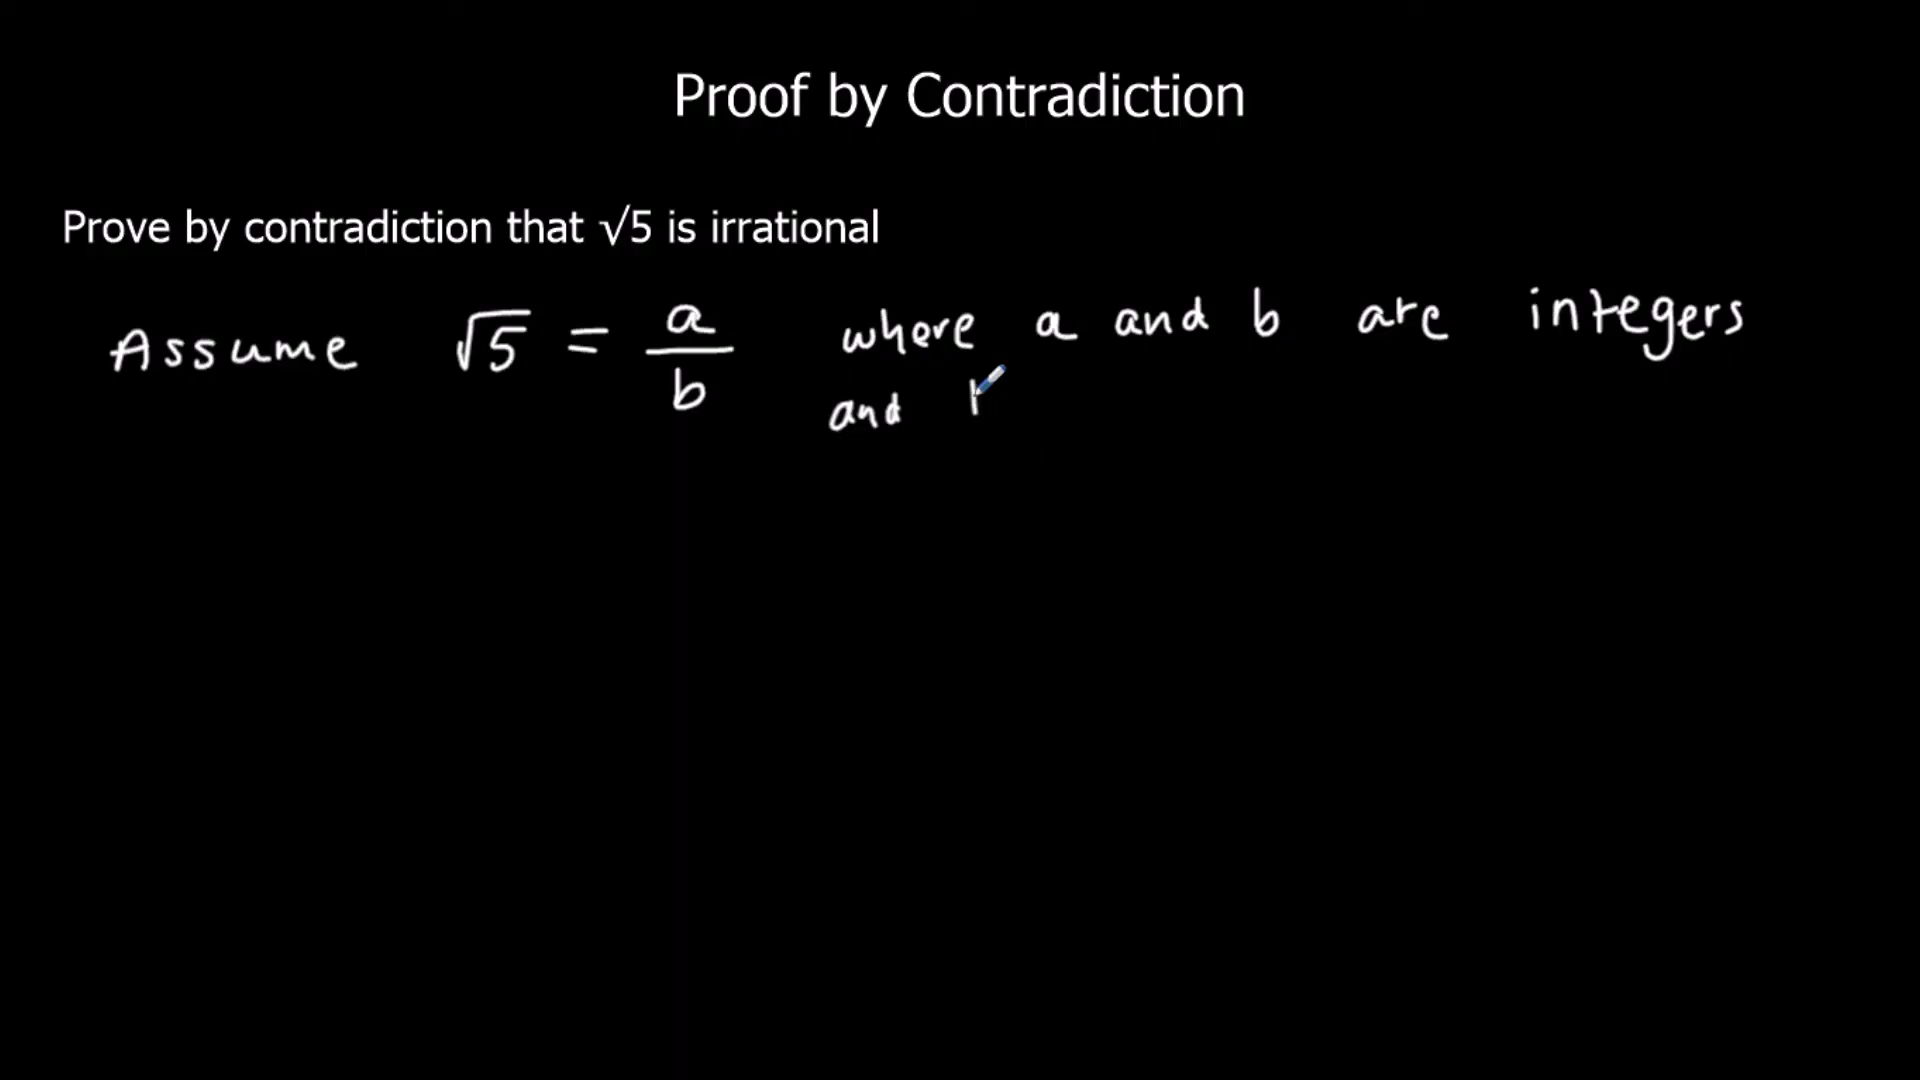 Proof by Contradiction
Prove by contradiction that √5 is irrational
Assume √5 = a/b where a and b are integers
and